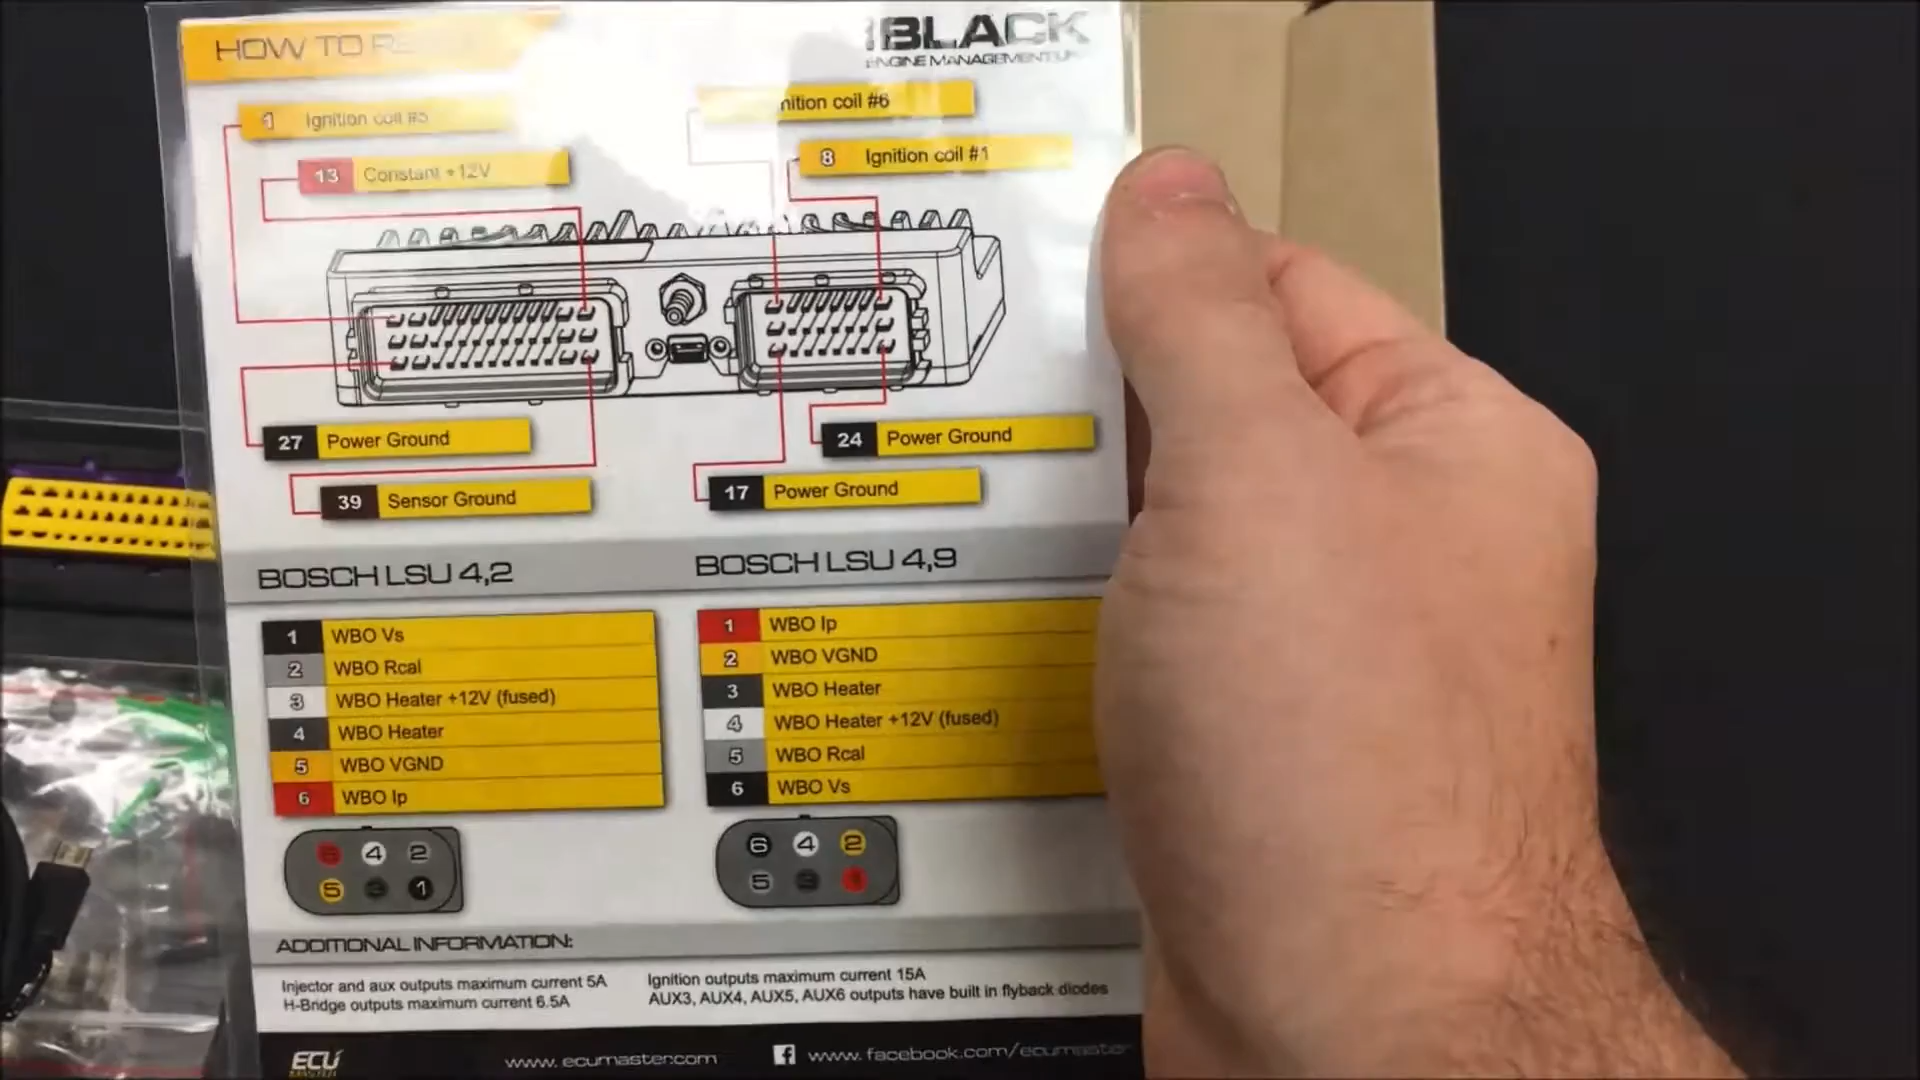 HOW TO
BLACK
ENGINE MANAGEMENT
1 Ignition coil #5
nition coil #6
13 Constant +12V
8 Ignition coil #1
27 Power Ground
24 Power Ground
39 Sensor Ground
17 Power Ground
BOSCH LSU 4,2
1 WBO Vs
2 WBO Rcal
3 WBO Heater +12V (fused)
4 WBO Heater
5 WBO VGND
6 WBO Ip
6 4 2
5 3 1
BOSCH LSU 4,9
1 WBO Ip
2 WBO VGND
3 WBO Heater
4 WBO Heater +12V (fused)
5 WBO Rcal
6 WBO Vs
6 4 2
5 3 1
ADDITIONAL INFORMATION:
Injector and aux outputs maximum current 5A
H-Bridge outputs maximum current 6.5A
Ignition outputs maximum current 15A
AUX3, AUX4, AUX5, AUX6 outputs have built in flyback diodes
ECU
MASTER
www.ecumaster.com
www.facebook.com/ecumaster